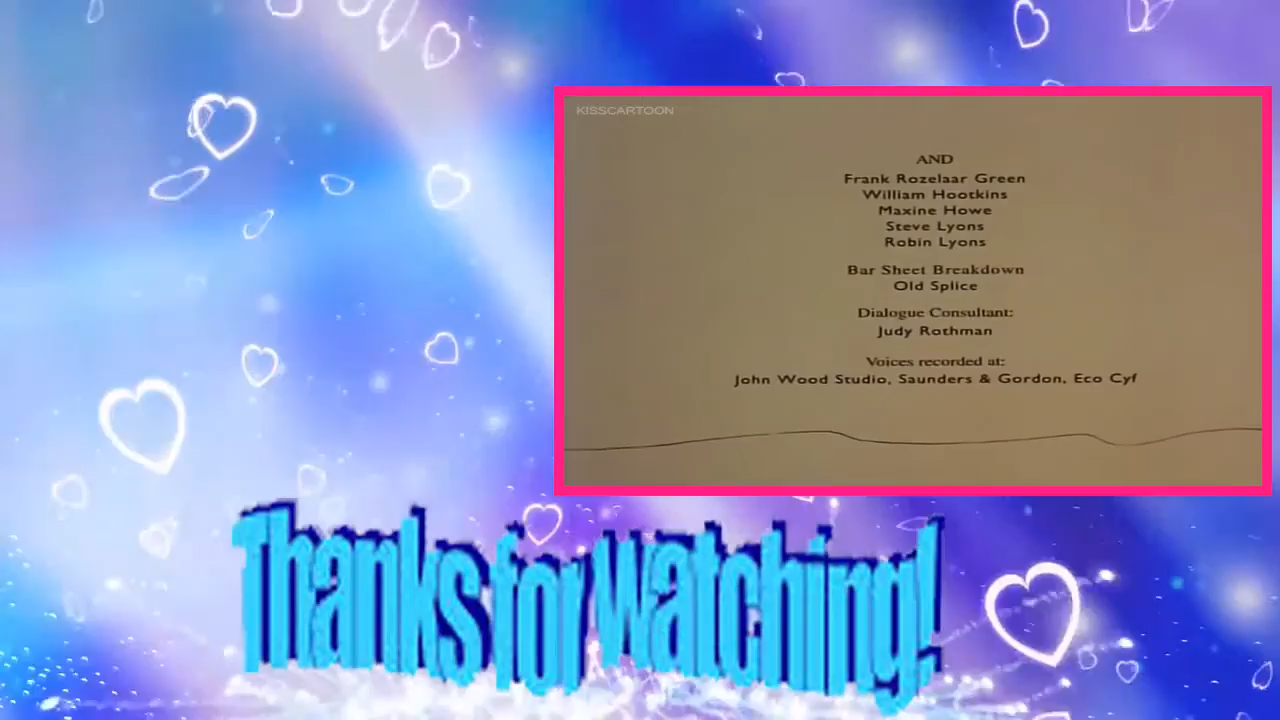 KISSCARTOON
AND
Frank Rozelaar Green
William Hootkins
Maxine Howe
Steve Lyons
Robin Lyons
Bar Sheet Breakdown
Old Splice
Dialogue Consultant:
Judy Rothman
Voices recorded at:
John Wood Studio, Saunders & Gordon, Eco Cyf
Thanks for watching!